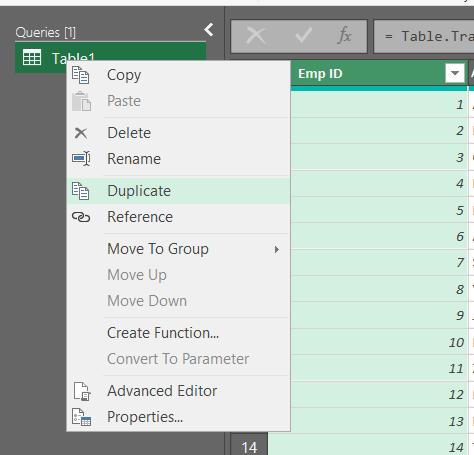 Queries [1]
Table1
fx
= Table.Tra
Emp ID
Copy
Paste
Delete
Rename
Duplicate
Reference
Move To Group
Move Up
Move Down
Create Function...
Convert To Parameter
Advanced Editor
Properties...
1
2
3
4
5
6
7
8
9
10
11
12
13
14 14